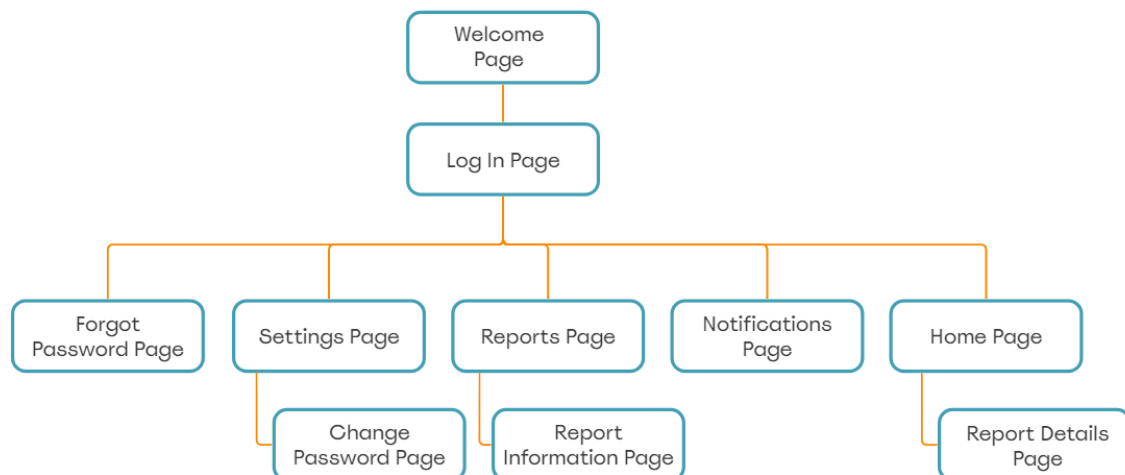 Welcome
Page
Log In Page
Forgot
Password Page
Settings Page
Reports Page
Notifications
Page
Home Page
Change
Password Page
Report
Information Page
Report Details
Page